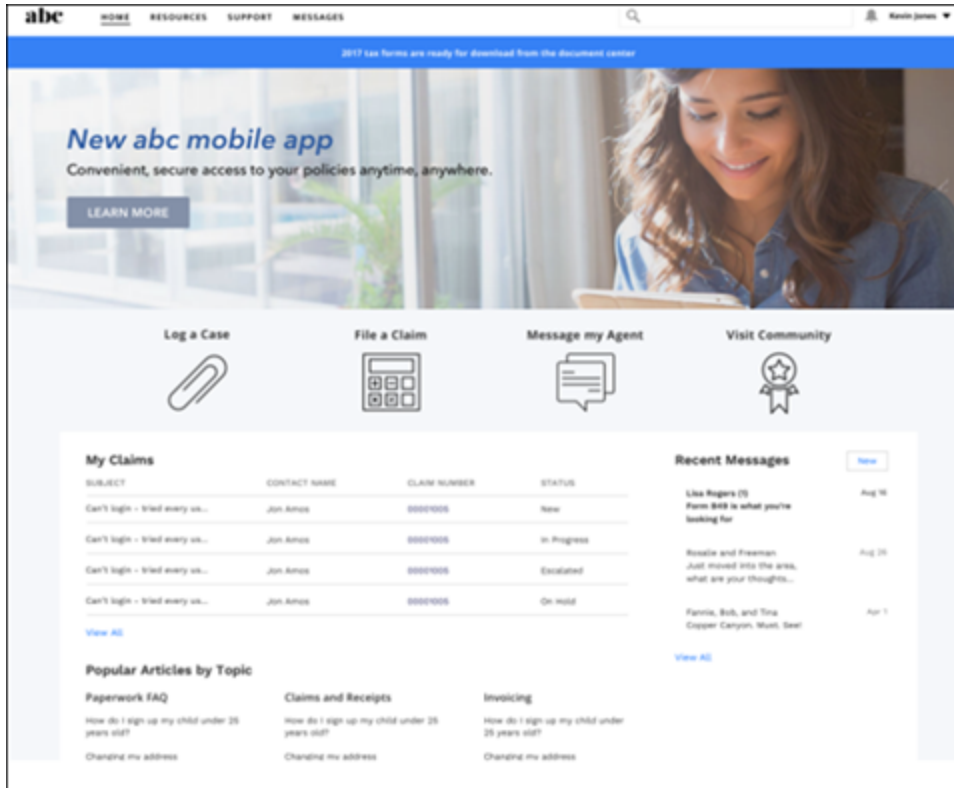 abc HOME RESOURCES SUPPORT MESSAGES Kevin Jones
2017 tax forms are ready for download from the document center
New abc mobile app
Convenient, secure access to your policies anytime, anywhere.
LEARN MORE
Log a Case
File a Claim
Message my Agent
Visit Community
My Claims
SUBJECT CONTACT NAME CLAIM NUMBER STATUS
Can't login - tried every us... Jon Amos 00001005 New
Can't login - tried every us... Jon Amos 00001005 In Progress
Can't login - tried every us... Jon Amos 00001005 Escalated
Can't login - tried every us... Jon Amos 00001005 On Hold
View All
Recent Messages New
Lisa Rogers (1) Aug 16
Form B49 is what you're
looking for
Rosalie and Freeman Aug 25
Just moved into the area,
what are your thoughts...
Fannie, Bob, and Tina Apr 1
Copper Canyon. Must. See!
View All
Popular Articles by Topic
Paperwork FAQ
How do I sign up my child under 25
years old?
Changing my address
Claims and Receipts
How do I sign up my child under 25
years old?
Changing my address
Invoicing
How do I sign up my child under
25 years old?
Changing my address